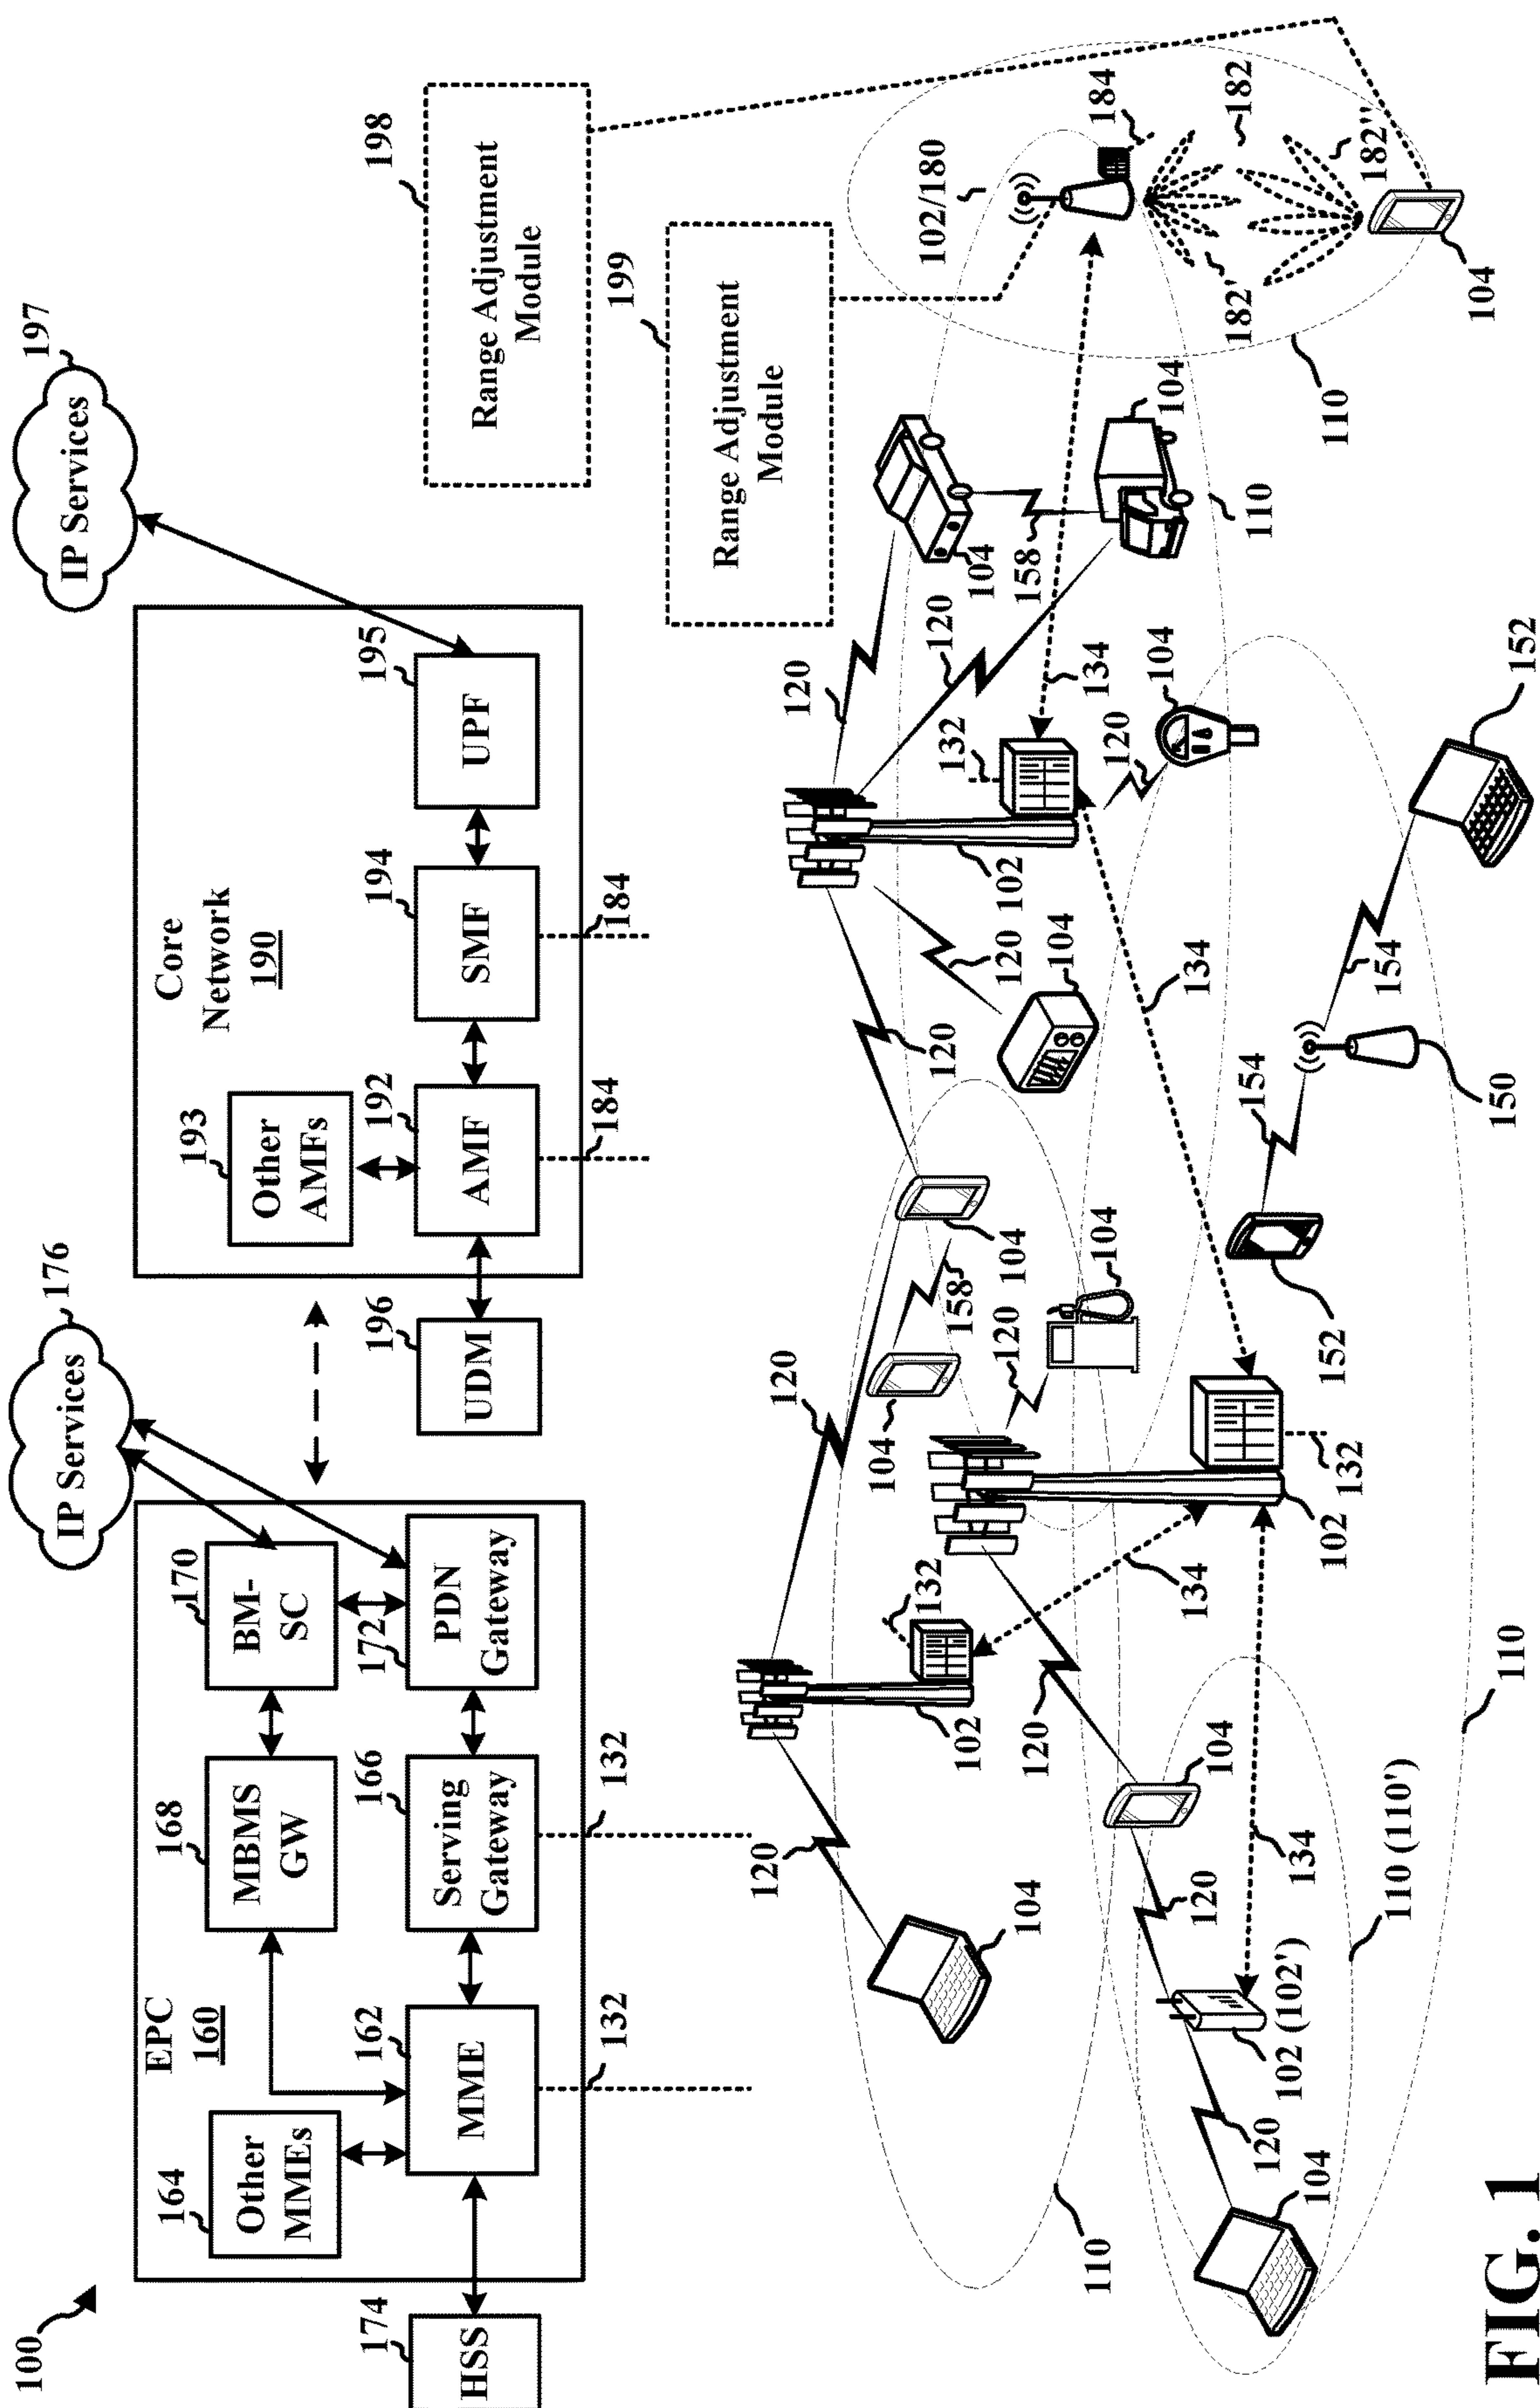 100
174
HSS
EPC
160
164
Other
MMEs
162
MME
132
168
MBMS
GW
166
Serving
Gateway
132
170
BM-
SC
172
PDN
Gateway
176
IP Services
196
UDM
Core
Network
190
193
Other
AMFs
192
AMF
184
194
SMF
184
195
UPF
197
IP Services
198
Range Adjustment
Module
199
Range Adjustment
Module
102/180
184
182
182'
182''
104
110
104
158
104
110
120
120
134
132
102
120
104
120
104
120
134
104
158
104
120
120
104
132
102
134
132
102
120
104
110
120
104
120
134
102 (102')
120
104
110 (110')
110
152
154
154
150
152
FIG. 1